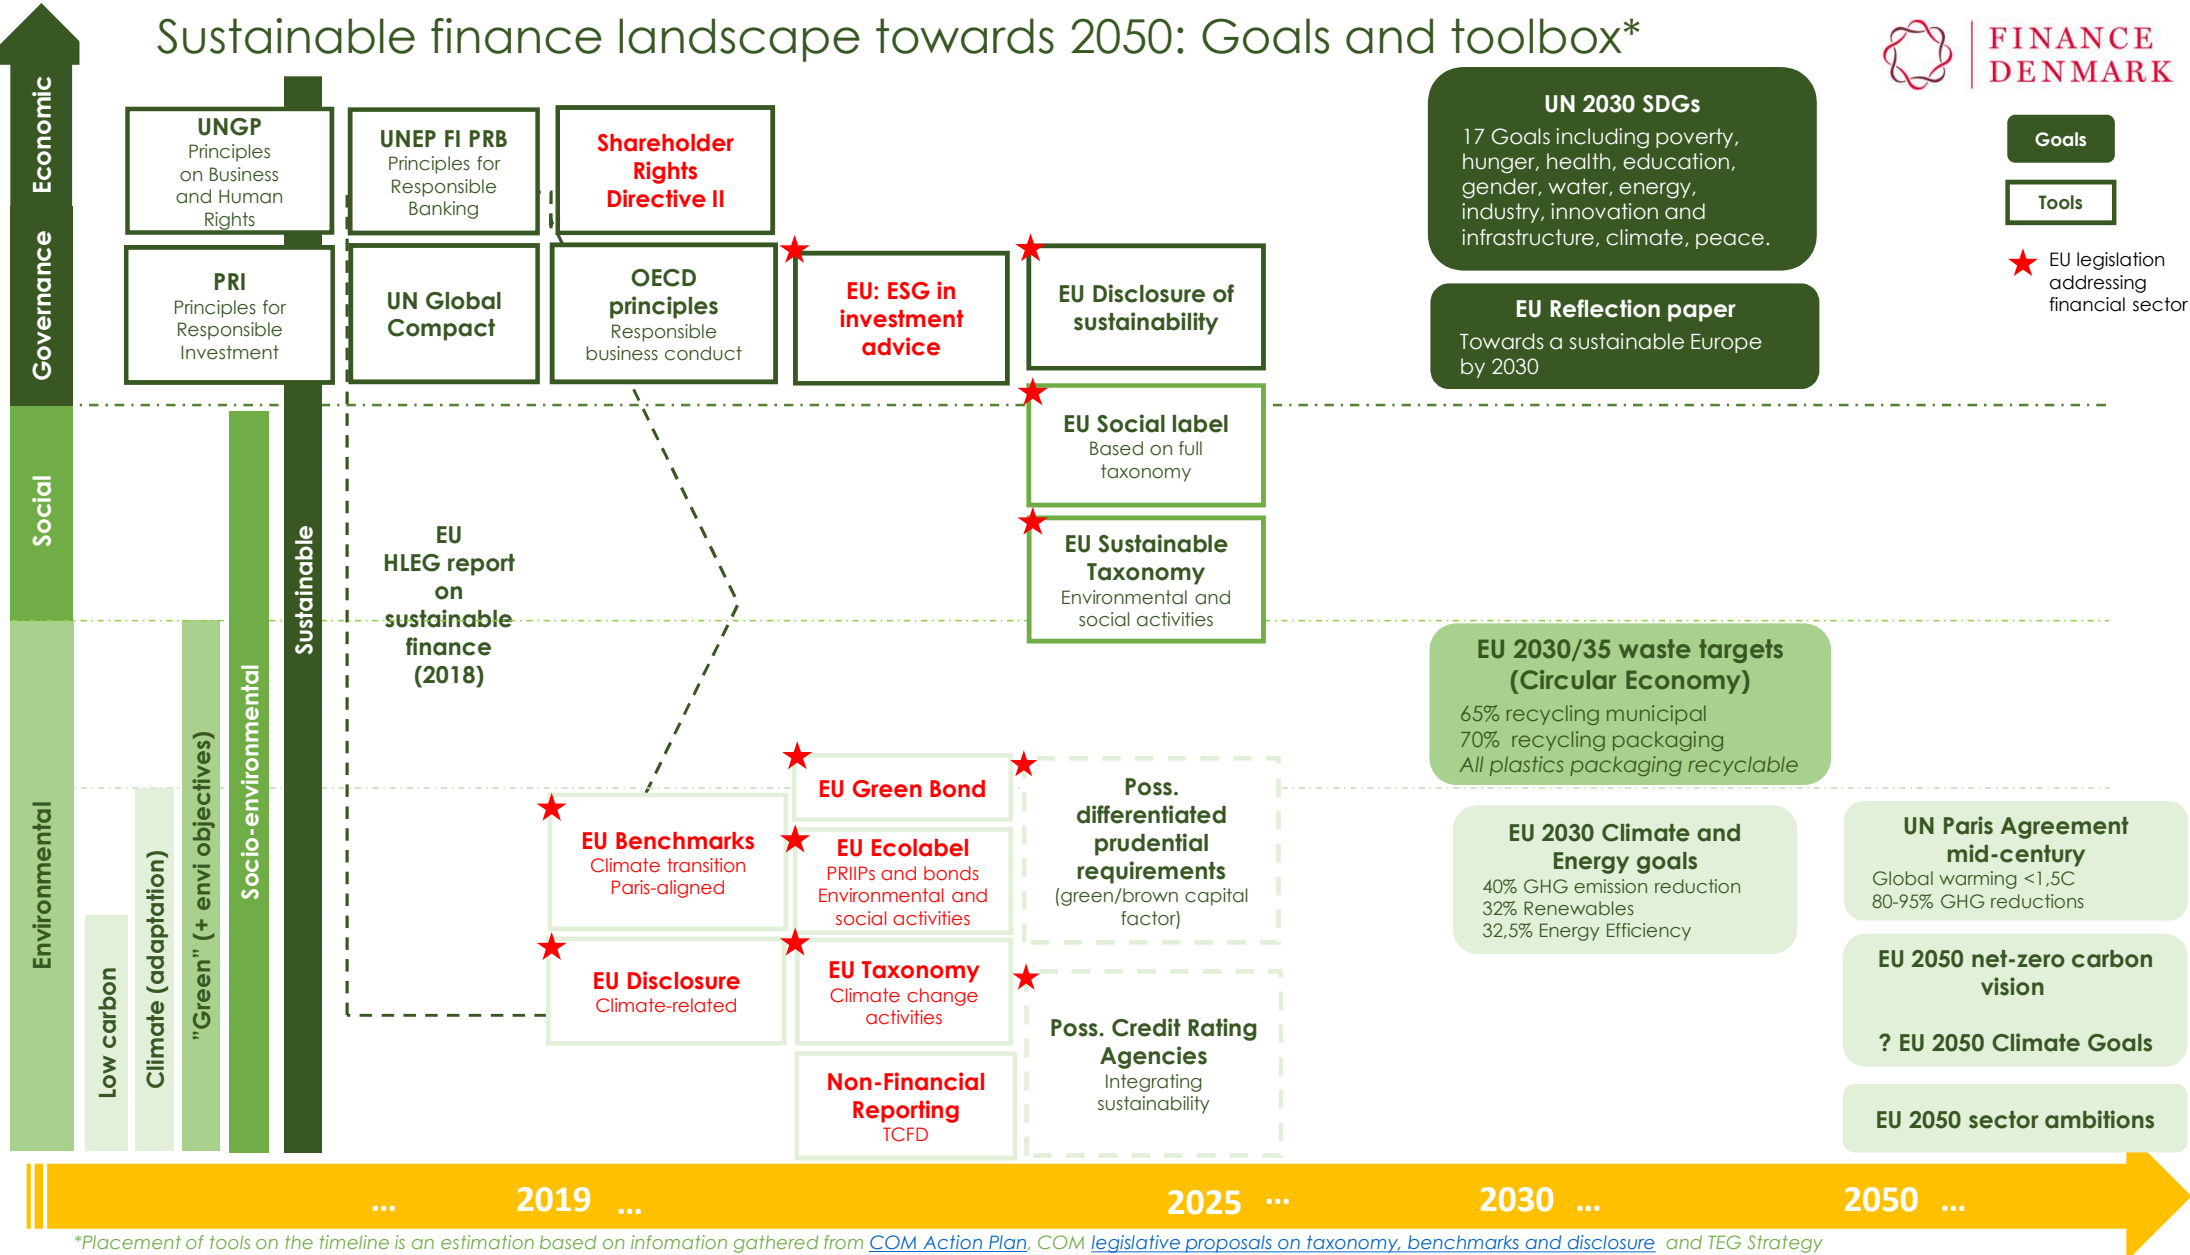 Sustainable finance landscape towards 2050: Goals and toolbox*
FINANCE
DENMARK
Goals
Tools
EU legislation
addressing
financial sector
Economic
Governance
Social
Environmental
Low carbon
Climate (adaptation)
"Green" (+ envi objectives)
Socio-environmental
Sustainable
UNGP
Principles
on Business
and Human
Rights
UNEP FI PRB
Principles for
Responsible
Banking
Shareholder
Rights
Directive II
PRI
Principles for
Responsible
Investment
UN Global
Compact
OECD
principles
Responsible
business conduct
EU: ESG in
investment
advice
EU Disclosure of
sustainability
EU Social label
Based on full
taxonomy
EU Sustainable
Taxonomy
Environmental and
social activities
EU
HLEG report
on
sustainable
finance
(2018)
EU Benchmarks
Climate transition
Paris-aligned
EU Disclosure
Climate-related
EU Green Bond
EU Ecolabel
PRIIPs and bonds
Environmental and
social activities
EU Taxonomy
Climate change
activities
Non-Financial
Reporting
TCFD
Poss.
differentiated
prudential
requirements
(green/brown capital
factor)
Poss. Credit Rating
Agencies
Integrating
sustainability
UN 2030 SDGs
17 Goals including poverty,
hunger, health, education,
gender, water, energy,
industry, innovation and
infrastructure, climate, peace.
EU Reflection paper
Towards a sustainable Europe
by 2030
EU 2030/35 waste targets
(Circular Economy)
65% recycling municipal
70%  recycling packaging
All plastics packaging recyclable
EU 2030 Climate and
Energy goals
40% GHG emission reduction
32% Renewables
32,5% Energy Efficiency
UN Paris Agreement
mid-century
Global warming <1,5C
80-95% GHG reductions
EU 2050 net-zero carbon
vision
? EU 2050 Climate Goals
EU 2050 sector ambitions
... 2019 ... 2025 ... 2030 ... 2050 ...
*Placement of tools on the timeline is an estimation based on infomation gathered from COM Action Plan, COM legislative proposals on taxonomy, benchmarks and disclosure and TEG Strategy